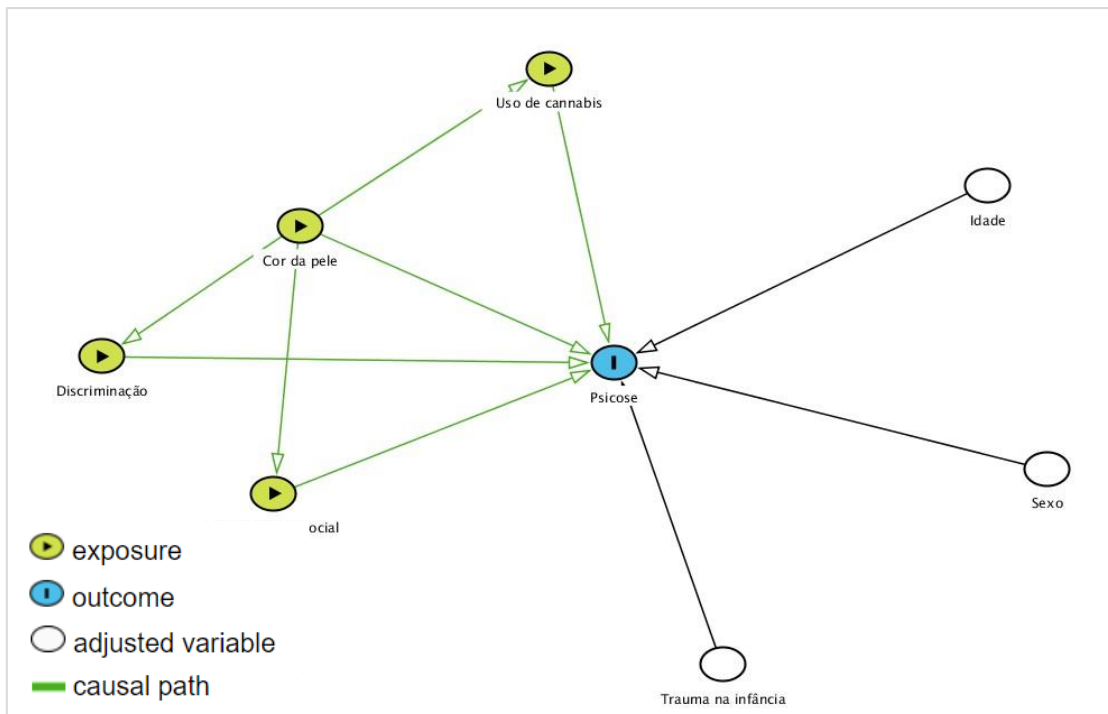 Uso de cannabis
Idade
Cor da pele
Discriminação
Psicose
Sexo
ocial
exposure
outcome
adjusted variable
causal path
Trauma na infância